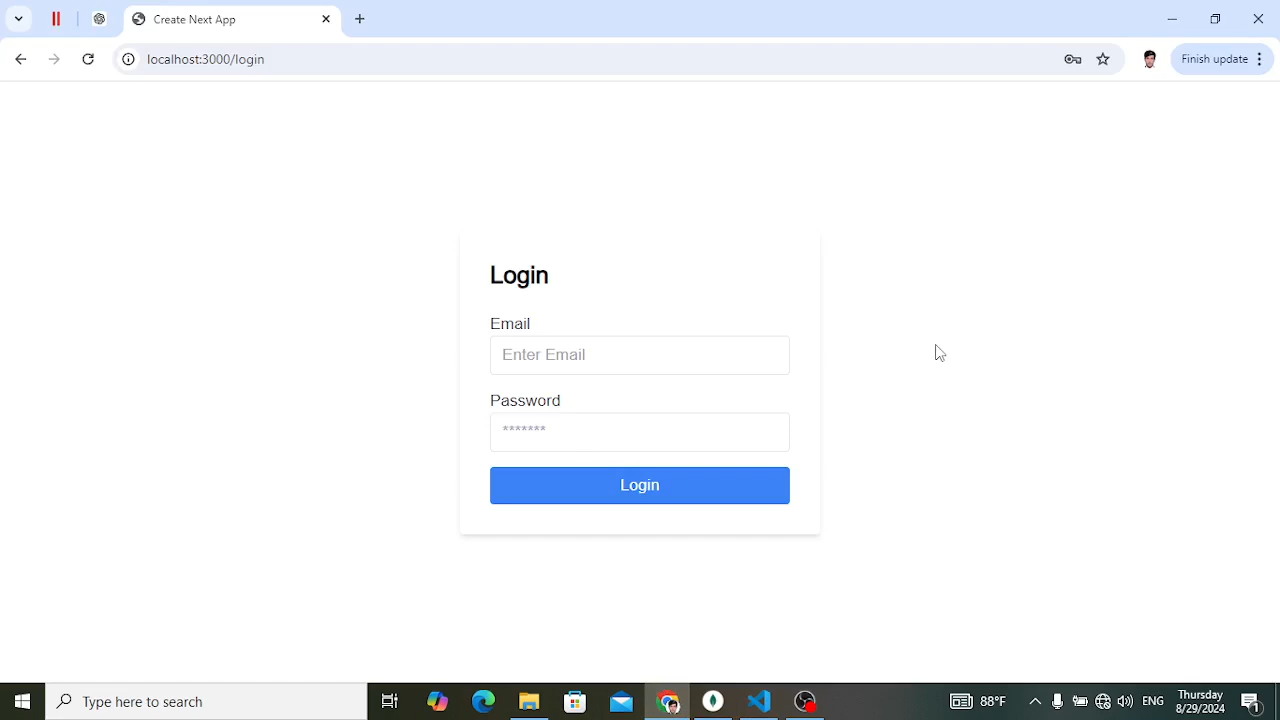 Create Next App
localhost:3000/login
Finish update
Login
Email
Enter Email
Password
*******
Login
Type here to search
88°F
ENG
Thursday
8/29/2024
1